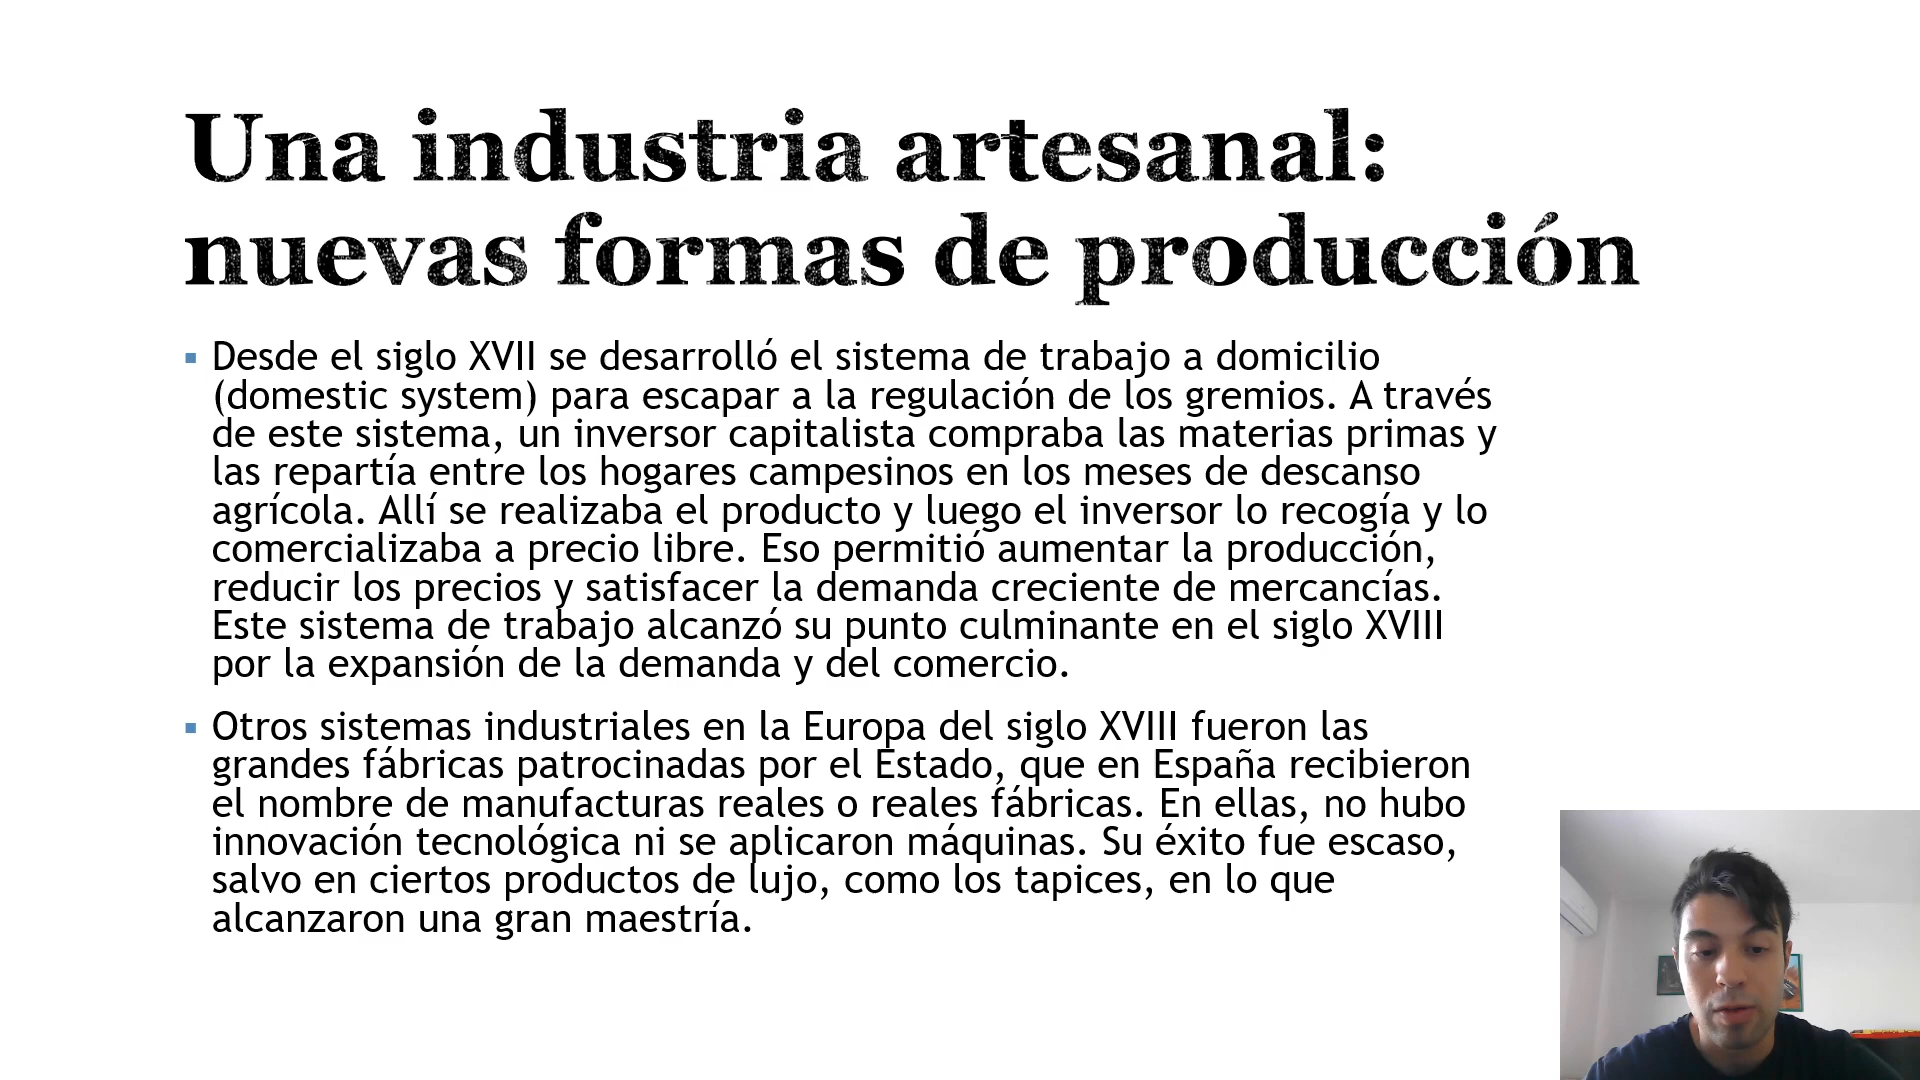 Una industria artesanal:
nuevas formas de producción
Desde el siglo XVII se desarrolló el sistema de trabajo a domicilio
(domestic system) para escapar a la regulación de los gremios. A través
de este sistema, un inversor capitalista compraba las materias primas y
las repartía entre los hogares campesinos en los meses de descanso
agrícola. Allí se realizaba el producto y luego el inversor lo recogía y lo
comercializaba a precio libre. Eso permitió aumentar la producción,
reducir los precios y satisfacer la demanda creciente de mercancías.
Este sistema de trabajo alcanzó su punto culminante en el siglo XVIII
por la expansión de la demanda y del comercio.
Otros sistemas industriales en la Europa del siglo XVIII fueron las
grandes fábricas patrocinadas por el Estado, que en España recibieron
el nombre de manufacturas reales o reales fábricas. En ellas, no hubo
innovación tecnológica ni se aplicaron máquinas. Su éxito fue escaso,
salvo en ciertos productos de lujo, como los tapices, en lo que
alcanzaron una gran maestría.